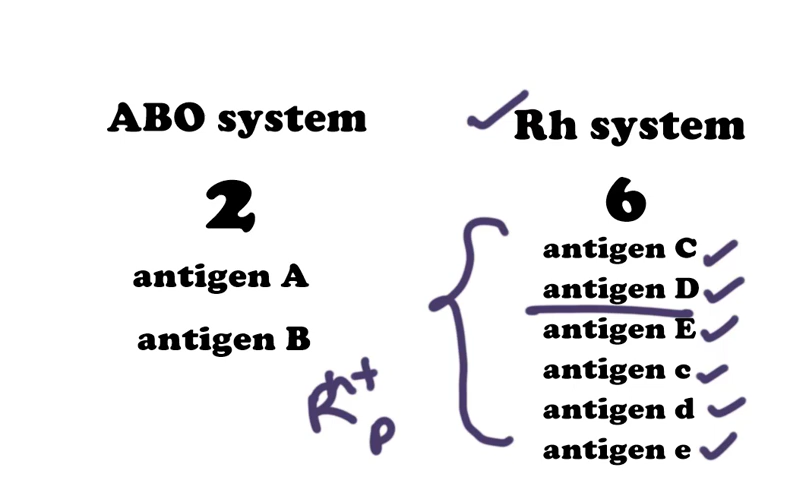 ABO system
2
antigen A
antigen B
Rh system
6
antigen C
antigen D
antigen E
antigen c
antigen d
antigen e
Rh+
P